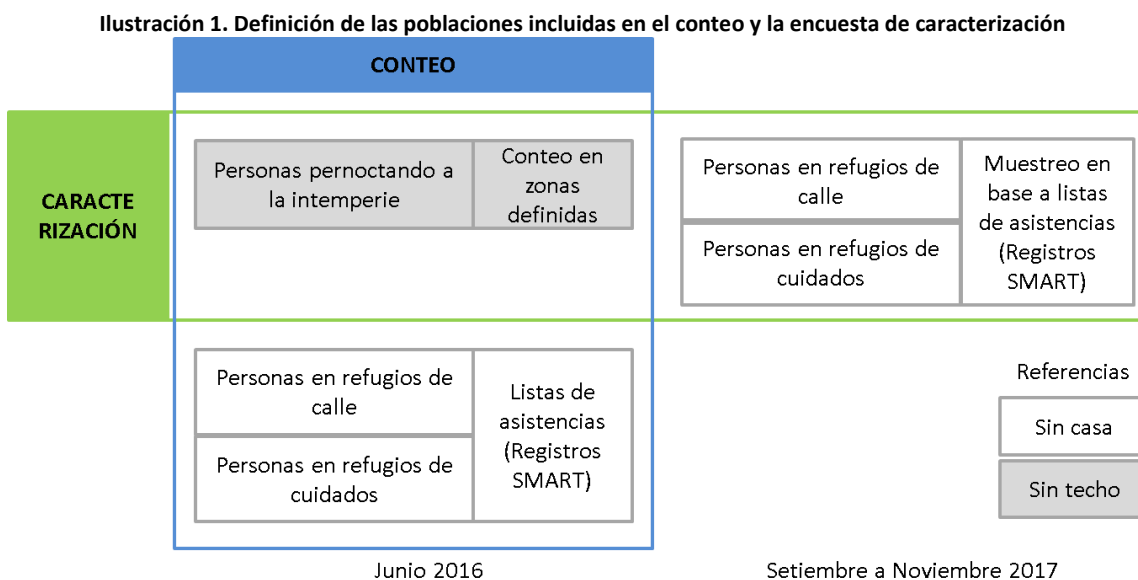 Ilustración 1. Definición de las poblaciones incluidas en el conteo y la encuesta de caracterización
CONTEO
CARACTE
RIZACIÓN
Personas pernoctando a
la intemperie
Conteo en
zonas
definidas
Personas en refugios de
calle
Personas en refugios de
cuidados
Muestreo en
base a listas
de asistencias
(Registros
SMART)
Personas en refugios de
calle
Personas en refugios de
cuidados
Listas de
asistencias
(Registros
SMART)
Referencias
Sin casa
Sin techo
Junio 2016
Setiembre a Noviembre 2017